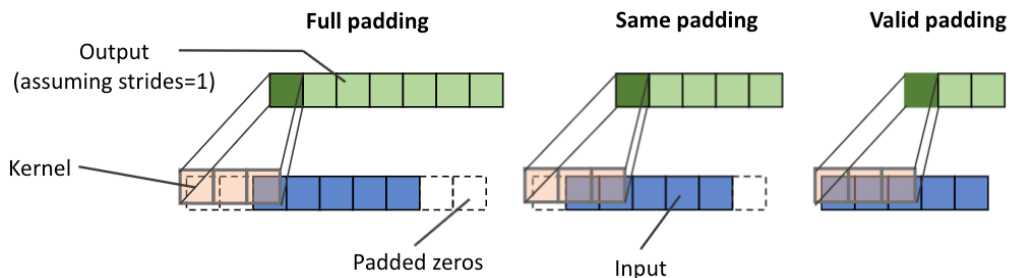 Full padding
Same padding
Valid padding
Output
(assuming strides=1)
Kernel
Padded zeros
Input